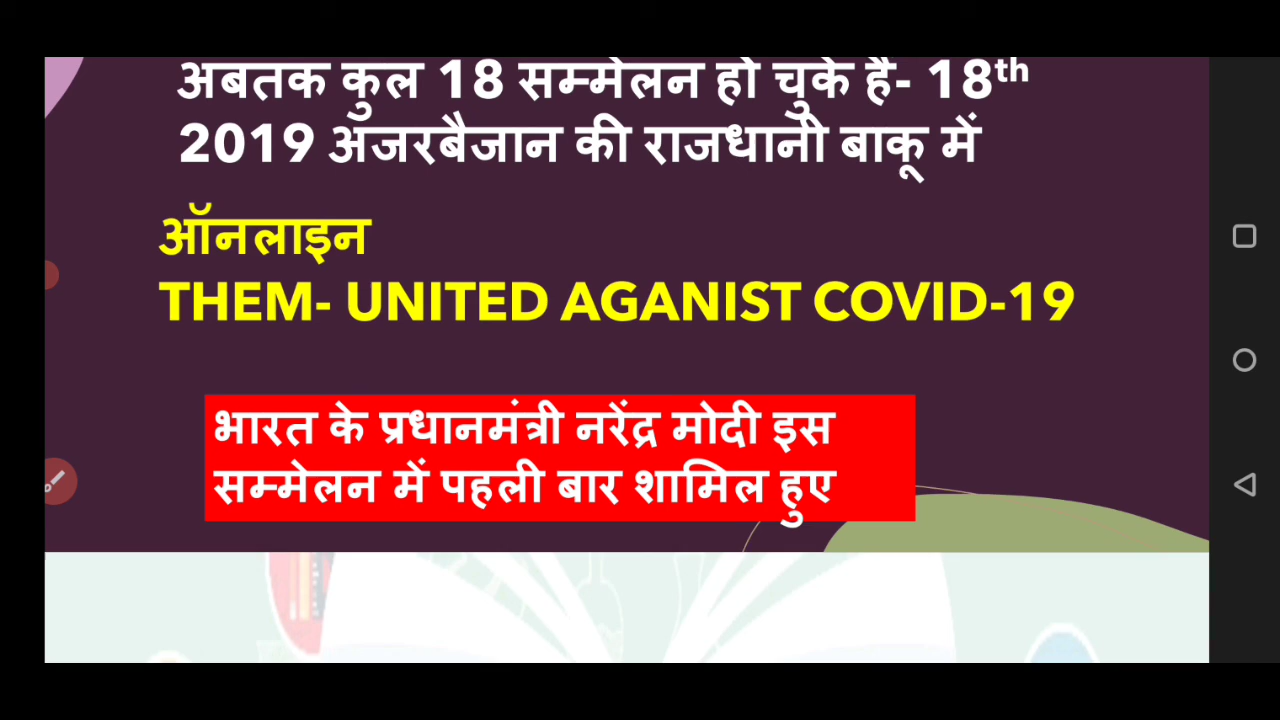 अबतक कुल 18 सम्मेलन हो चुके है- 18th
2019 अजरबैजान की राजधानी बाकू में
ऑनलाइन
THEM- UNITED AGANIST COVID-19
भारत के प्रधानमंत्री नरेंद्र मोदी इस
सम्मेलन में पहली बार शामिल हुए